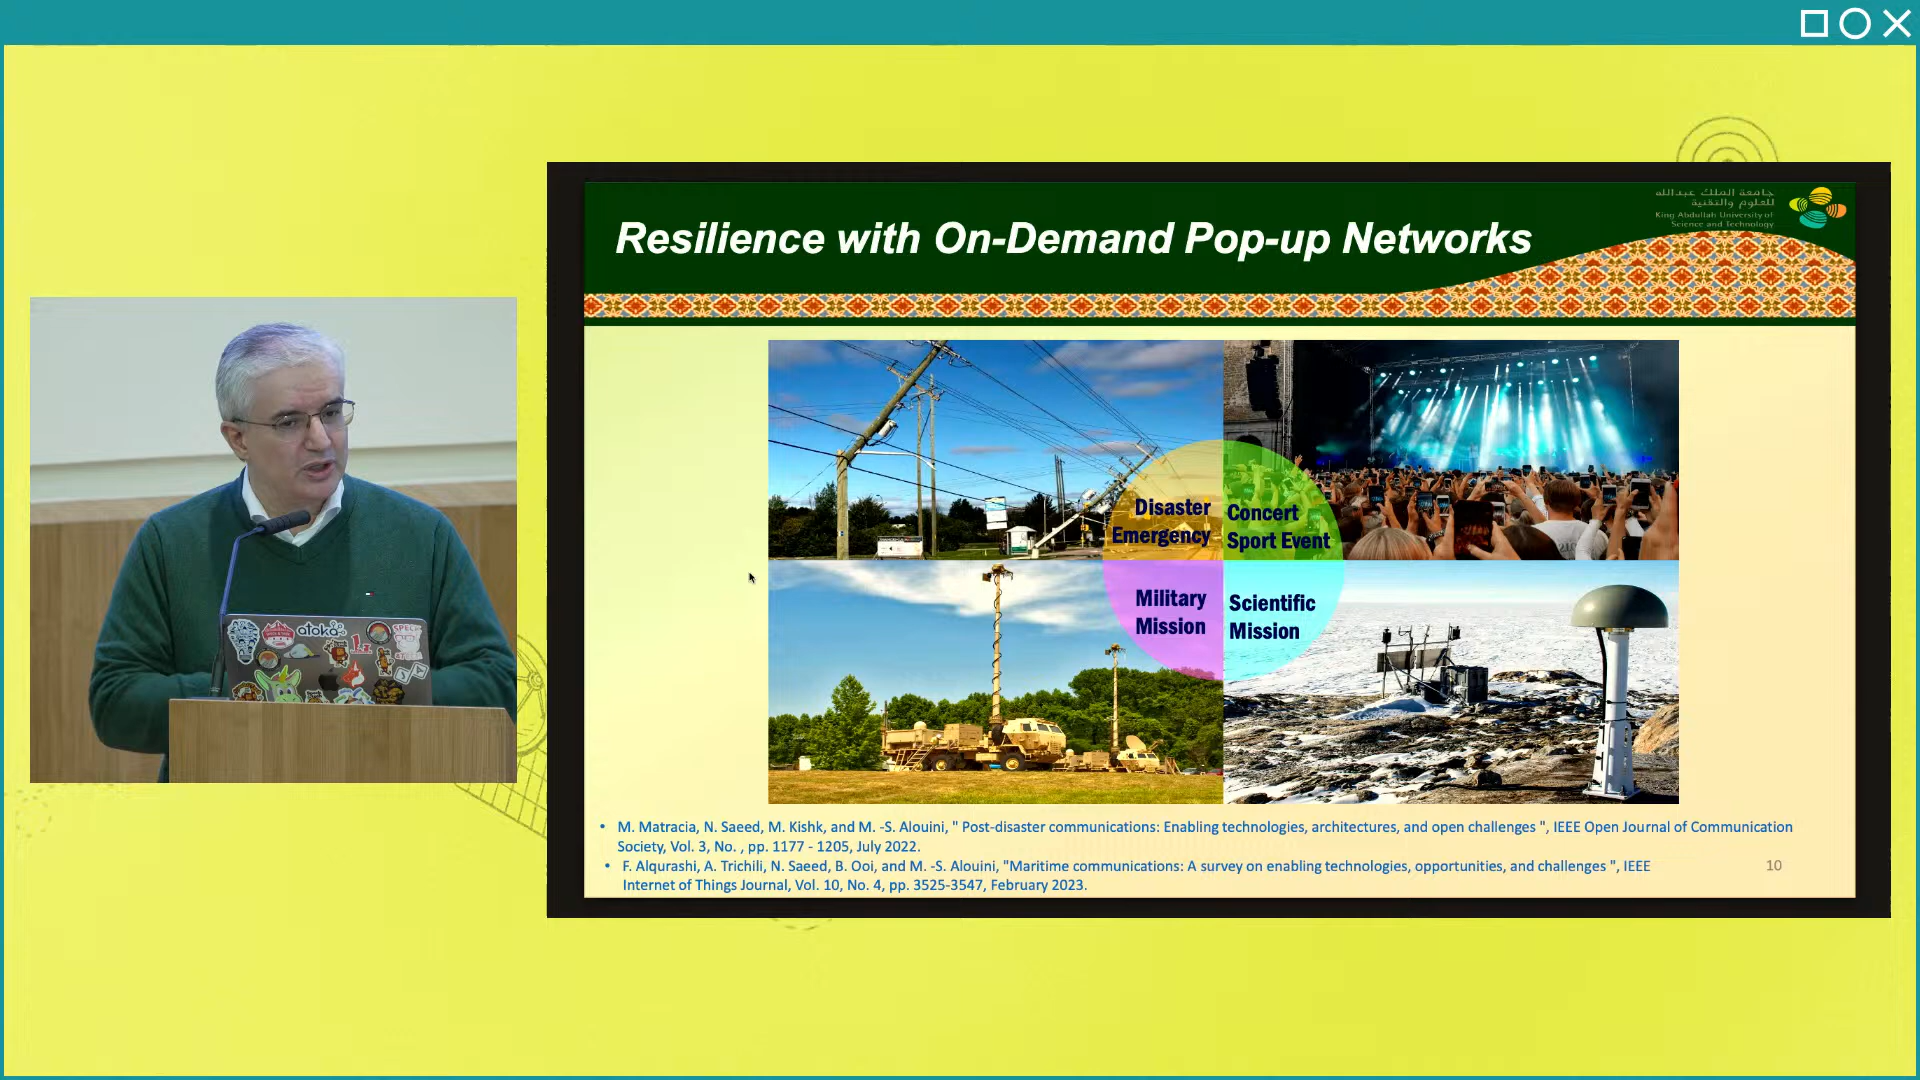 جامعة الملك عبدالله
للعلوم والتقنية
King Abdullah University of
Science and Technology
Resilience with On-Demand Pop-up Networks
Disaster
Emergency
Concert
Sport Event
Military
Mission
Scientific
Mission
atoka
• M. Matracia, N. Saeed, M. Kishk, and M. -S. Alouini, " Post-disaster communications: Enabling technologies, architectures, and open challenges ", IEEE Open Journal of Communication
Society, Vol. 3, No. , pp. 1177 - 1205, July 2022.
• F. Alqurashi, A. Trichili, N. Saeed, B. Ooi, and M. -S. Alouini, "Maritime communications: A survey on enabling technologies, opportunities, and challenges ", IEEE
Internet of Things Journal, Vol. 10, No. 4, pp. 3525-3547, February 2023.
10